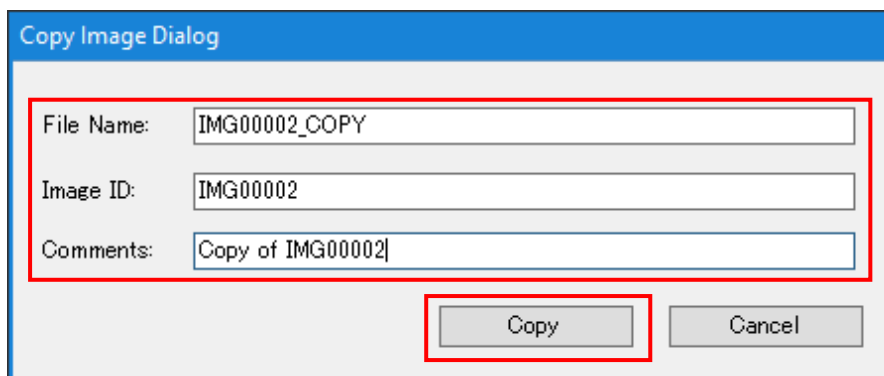 Copy Image Dialog
File Name: IMG00002_COPY
Image ID: IMG00002
Comments: Copy of IMG00002
Copy Cancel